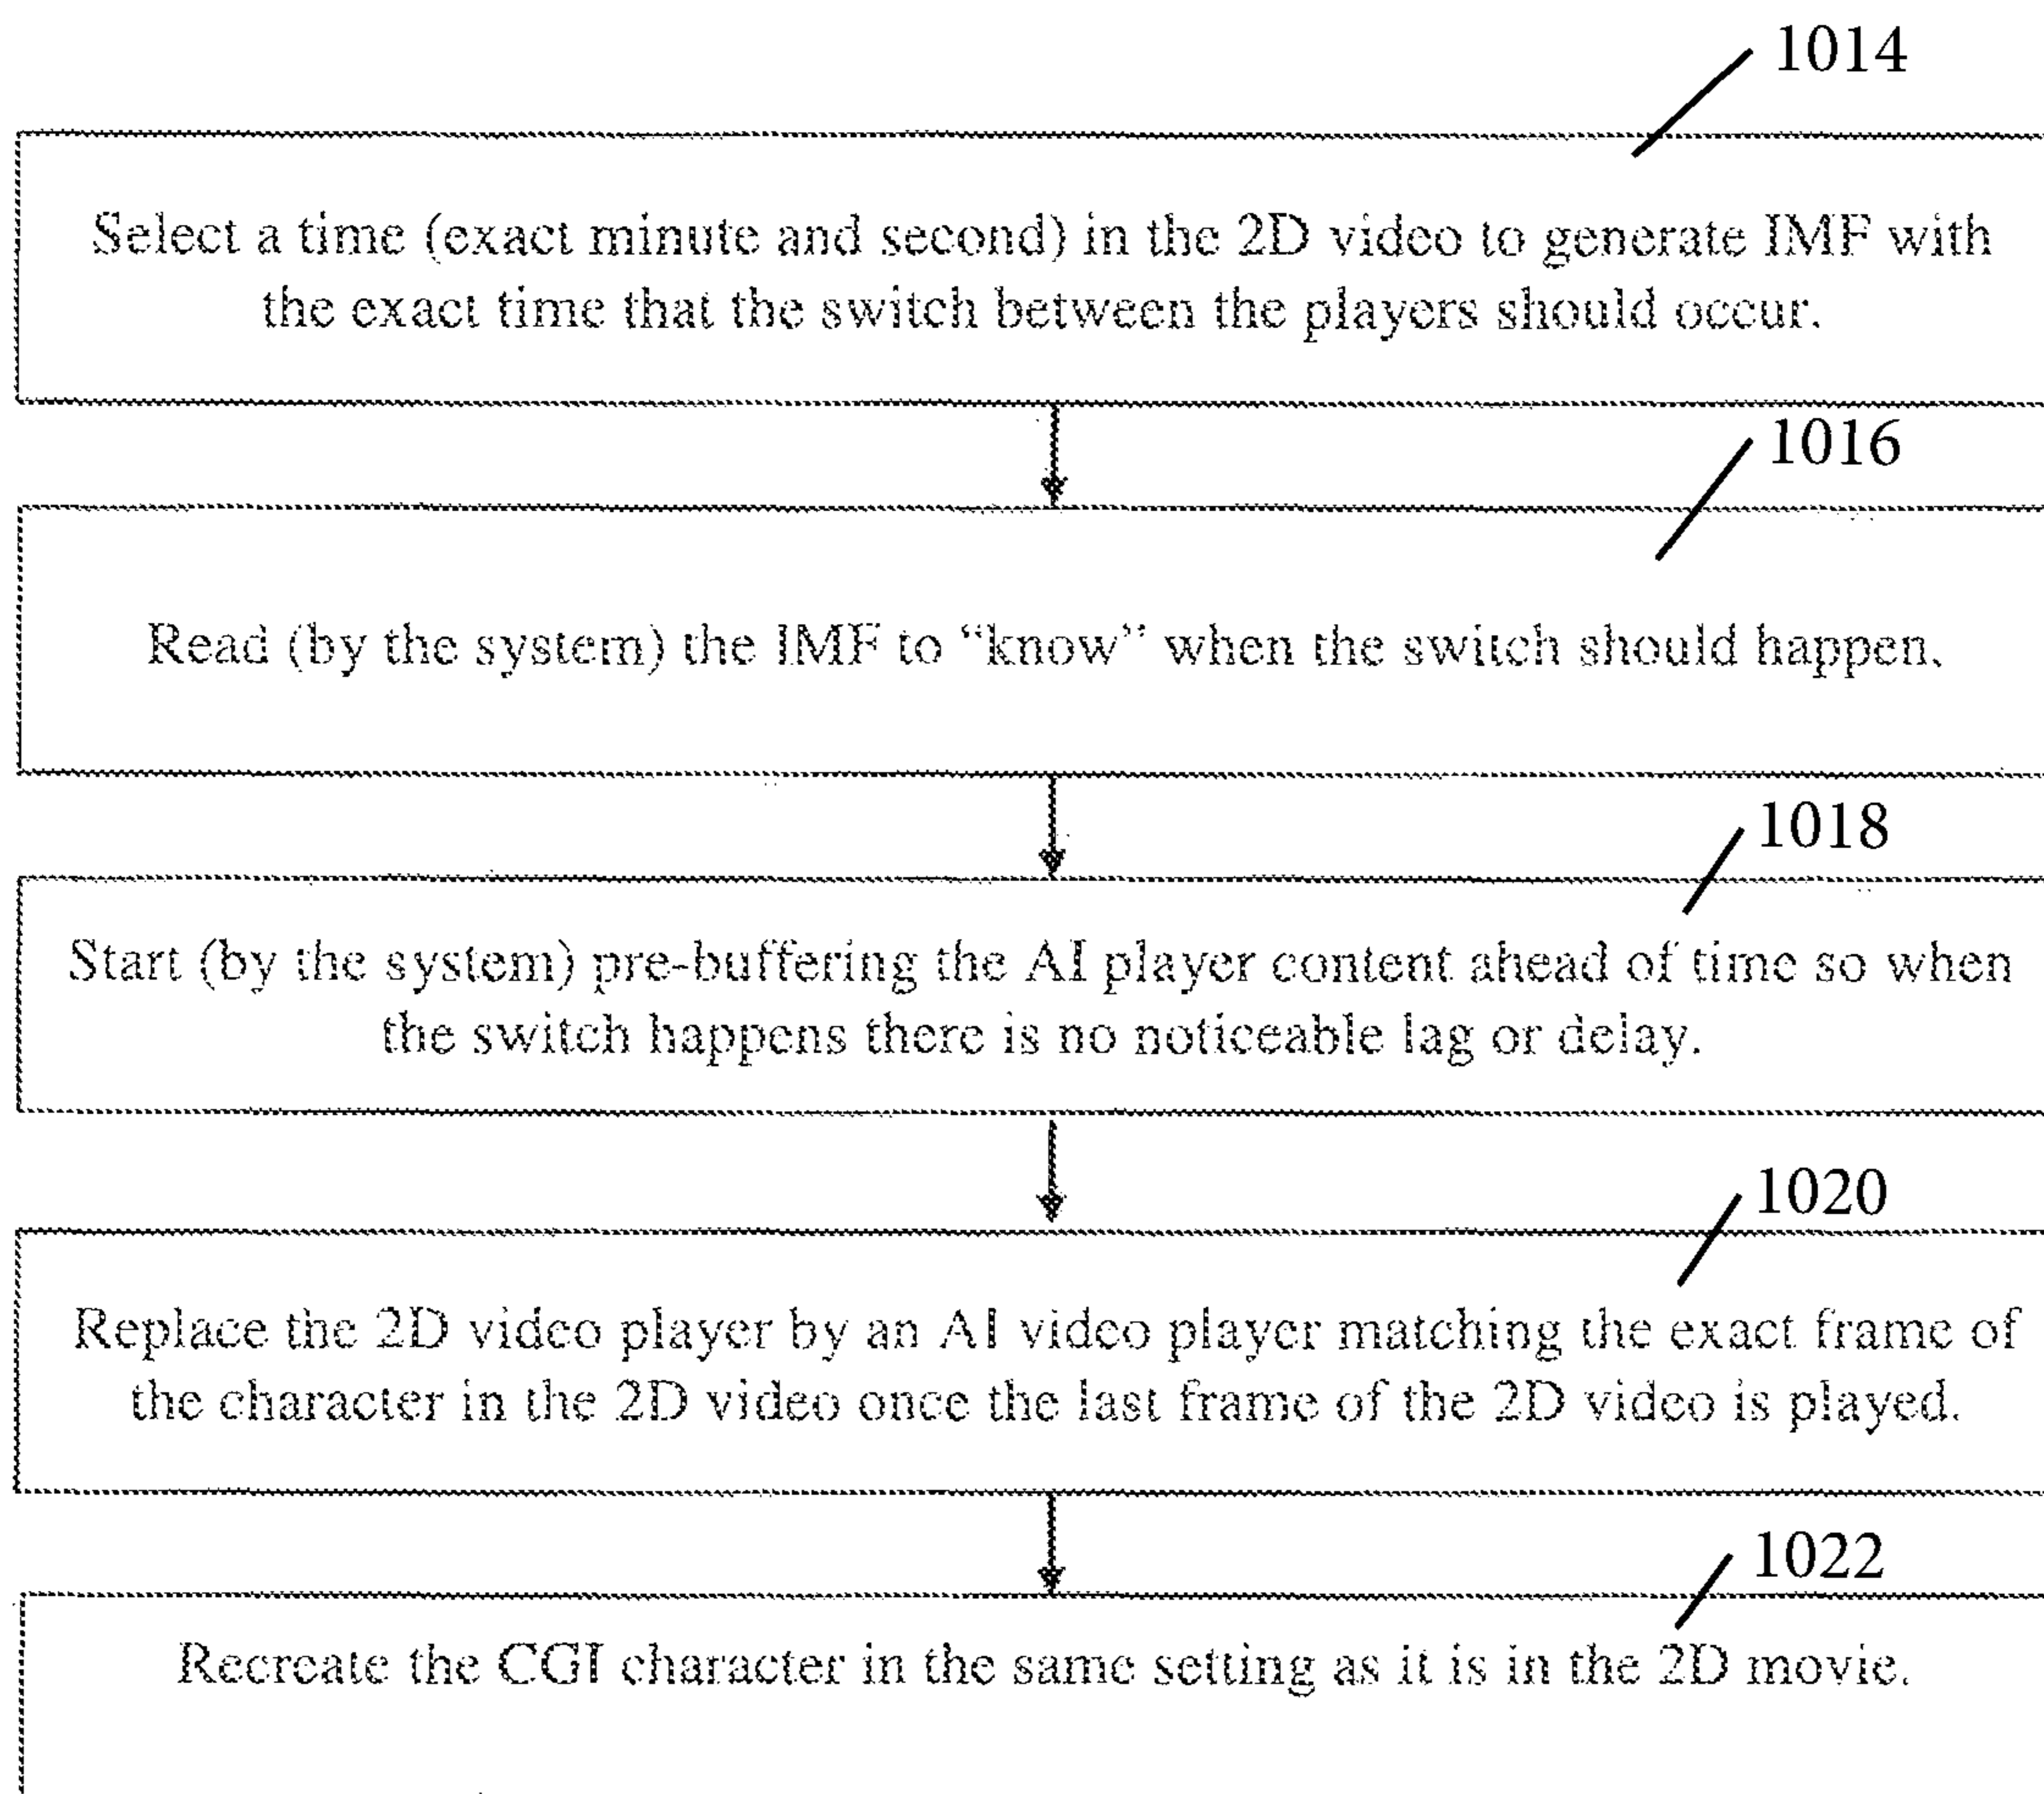 1014
Select a time (exact minute and second) in the 2D video to generate IMF with
the exact time that the switch between the players should occur.
1016
Read (by the system) the IMF to “know” when the switch should happen.
1018
Start (by the system) pre-buffering the AI player content ahead of time so when
the switch happens there is no noticeable lag or delay.
1020
Replace the 2D video player by an AI video player matching the exact frame of
the character in the 2D video once the last frame of the 2D video is played.
1022
Recreate the CGI character in the same setting as it is in the 2D movie.